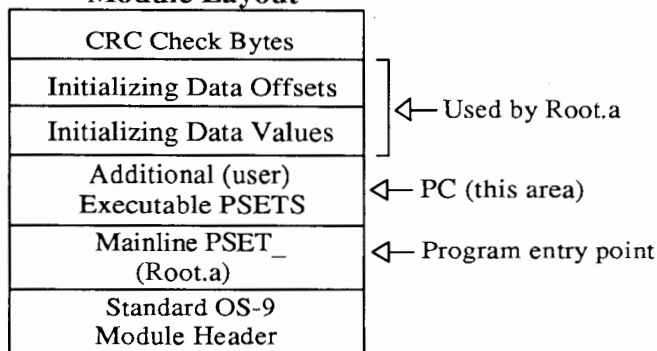 Module Layout
CRC Check Bytes
Initializing Data Offsets
Initializing Data Values
Used by Root.a
Additional (user)
Executable PSETS
PC (this area)
Mainline PSET_
(Root.a)
Program entry point
Standard OS-9
Module Header